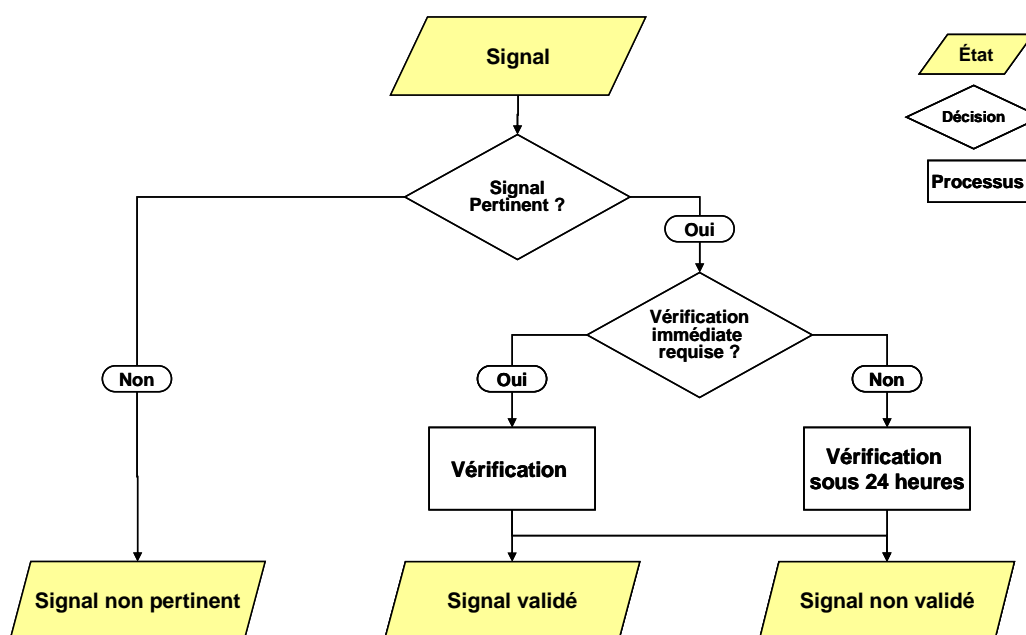 Signal
État
Décision
Processus
Signal
Pertinent ?
Oui
Vérification
immédiate
requise ?
Non
Oui
Non
Vérification
Vérification
sous 24 heures
Signal non pertinent
Signal validé
Signal non validé